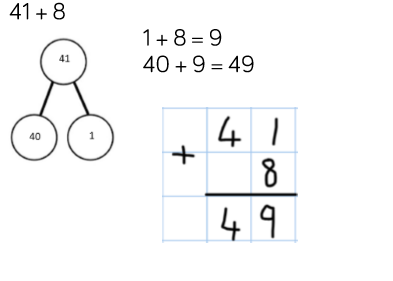 41 + 8
41
40 1
1 + 8 = 9
40 + 9 = 49
4 1
+ 8
4 9